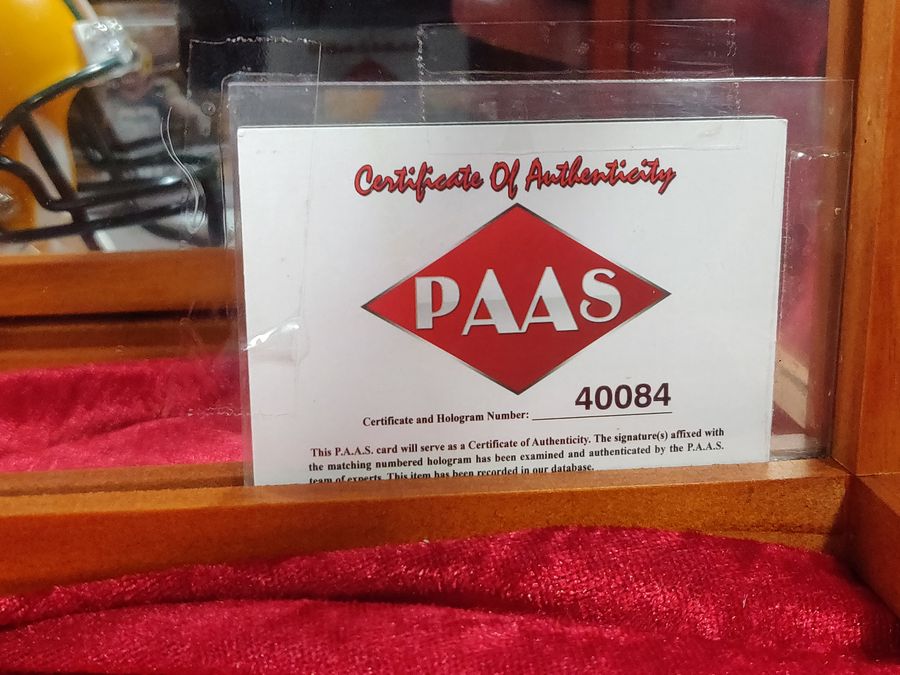 Certificate Of Authenticity
PAAS
40084
Certificate and Hologram Number:
This P.A.A.S. card will serve as a Certificate of Authenticity. The signature(s) affixed with
the matching numbered hologram has been examined and authenticated by the P.A.A.S.
team of experts. This item has been recorded in our database.